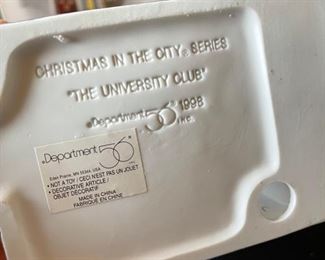 CHRISTMAS IN THE CITY® SERIES
"THE UNIVERSITY CLUB"
®Department 56® 1998
INC.
®Department 56®
Eden Prairie, MN 55344, USA
• NOT A TOY / CECI N'EST PAS UN JOUET
• DECORATIVE ARTICLE /
OBJET DÉCORATIF
MADE IN CHINA
FABRIQUÉ EN CHINE